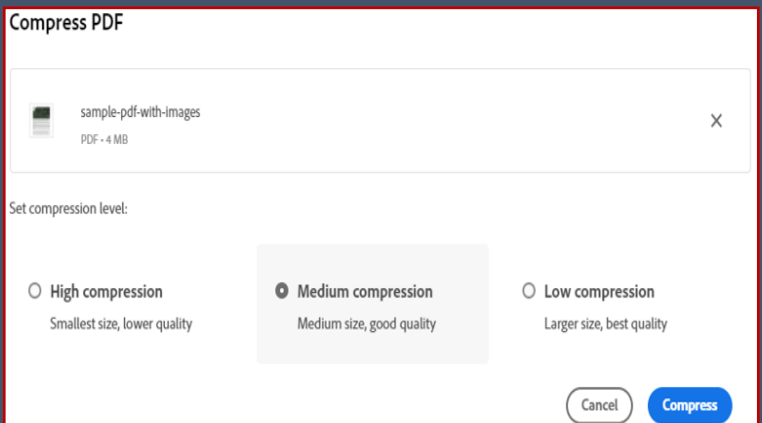 Compress PDF
sample-pdf-with-images
PDF • 4 MB
Set compression level:
High compression
Smallest size, lower quality
Medium compression
Medium size, good quality
Low compression
Larger size, best quality
Cancel
Compress